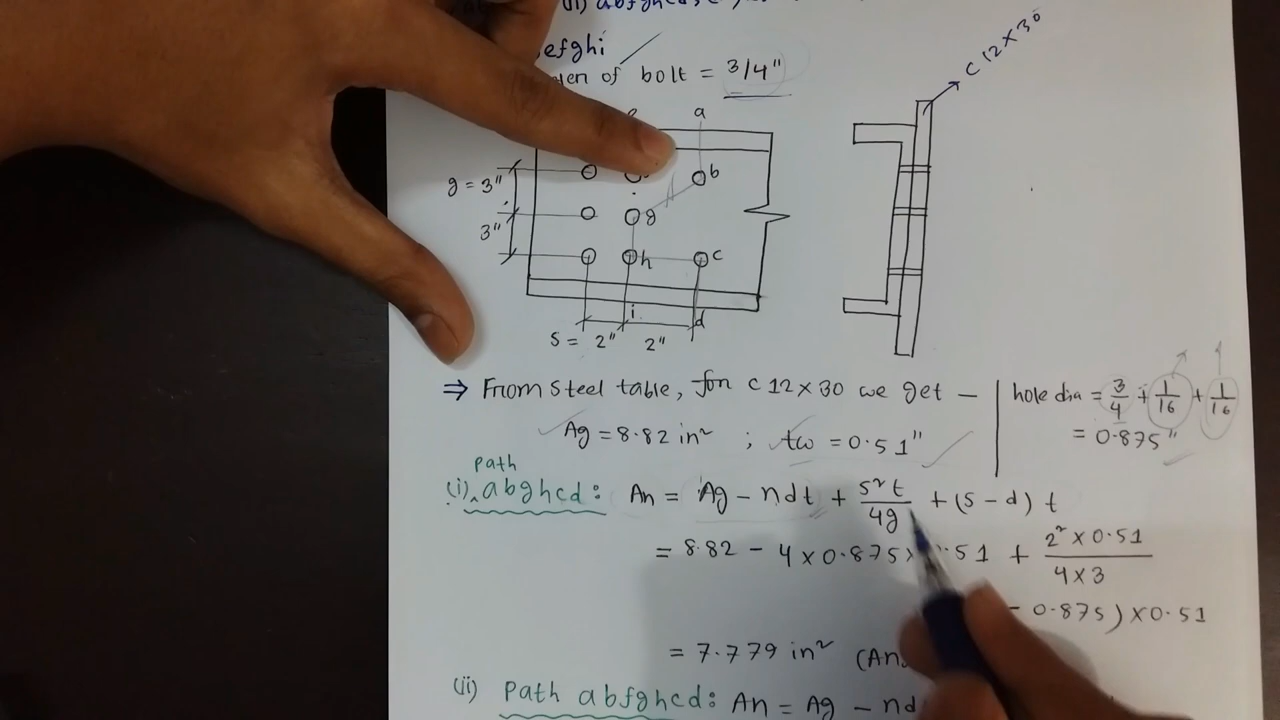 (ii) abfghcd,
efghi
of bolt = 3/4"
C 12×30
a
b
g = 3"
g
3"
h
c
i
d
S = 2" 2"
⇒ From Steel table, for C 12×30 we get —
hole dia = 3/4 + 1/16 + 1/16
Ag = 8.82 in² ; tw = 0.51"
= 0.875"
path
(i) abghcd: An = Ag - ndt + s²t/4g + (s - d) t
= 8.82 - 4 × 0.875 × .51 + 2² × 0.51 / 4 × 3
- 0.875) × 0.51
= 7.779 in² (An
(ii) Path abfghcd: An = Ag - nd